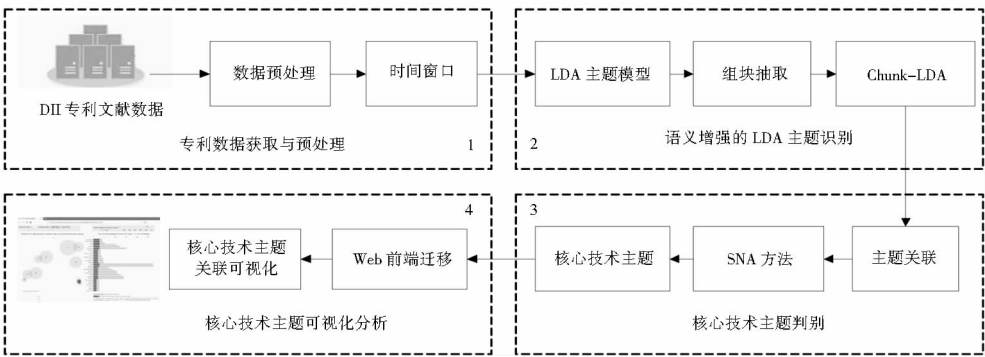 DII 专利文献数据
数据预处理
时间窗口
专利数据获取与预处理
1
LDA 主题模型
组块抽取
Chunk-LDA
2
语义增强的 LDA 主题识别
3
主题关联
SNA 方法
核心技术主题
核心技术主题判别
4
Web 前端迁移
核心技术主题
关联可视化
核心技术主题可视化分析